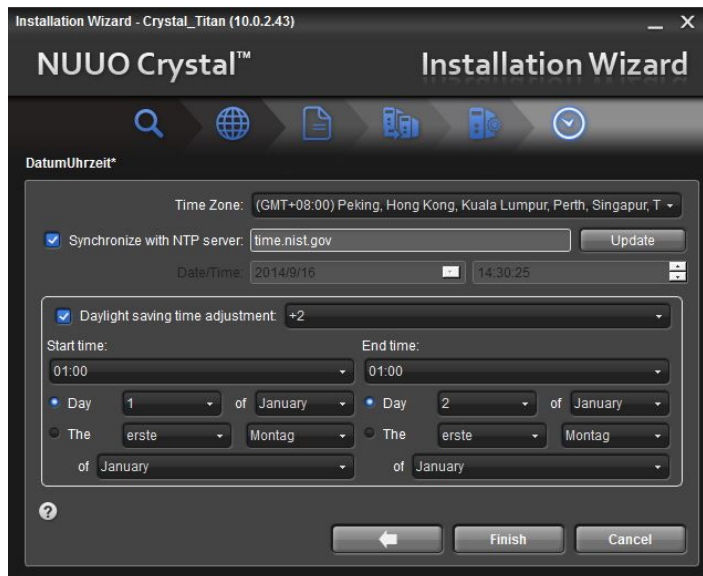 Installation Wizard - Crystal_Titan (10.0.2.43)
NUUO Crystal™ Installation Wizard
DatumUhrzeit*
Time Zone: (GMT+08:00) Peking, Hong Kong, Kuala Lumpur, Perth, Singapur, T
Synchronize with NTP server: time.nist.gov Update
Date/Time: 2014/9/16 14:30:25
Daylight saving time adjustment: +2
Start time: End time:
01:00 01:00
Day 1 of January Day 2 of January
The erste Montag The erste Montag
of January of January
Finish Cancel